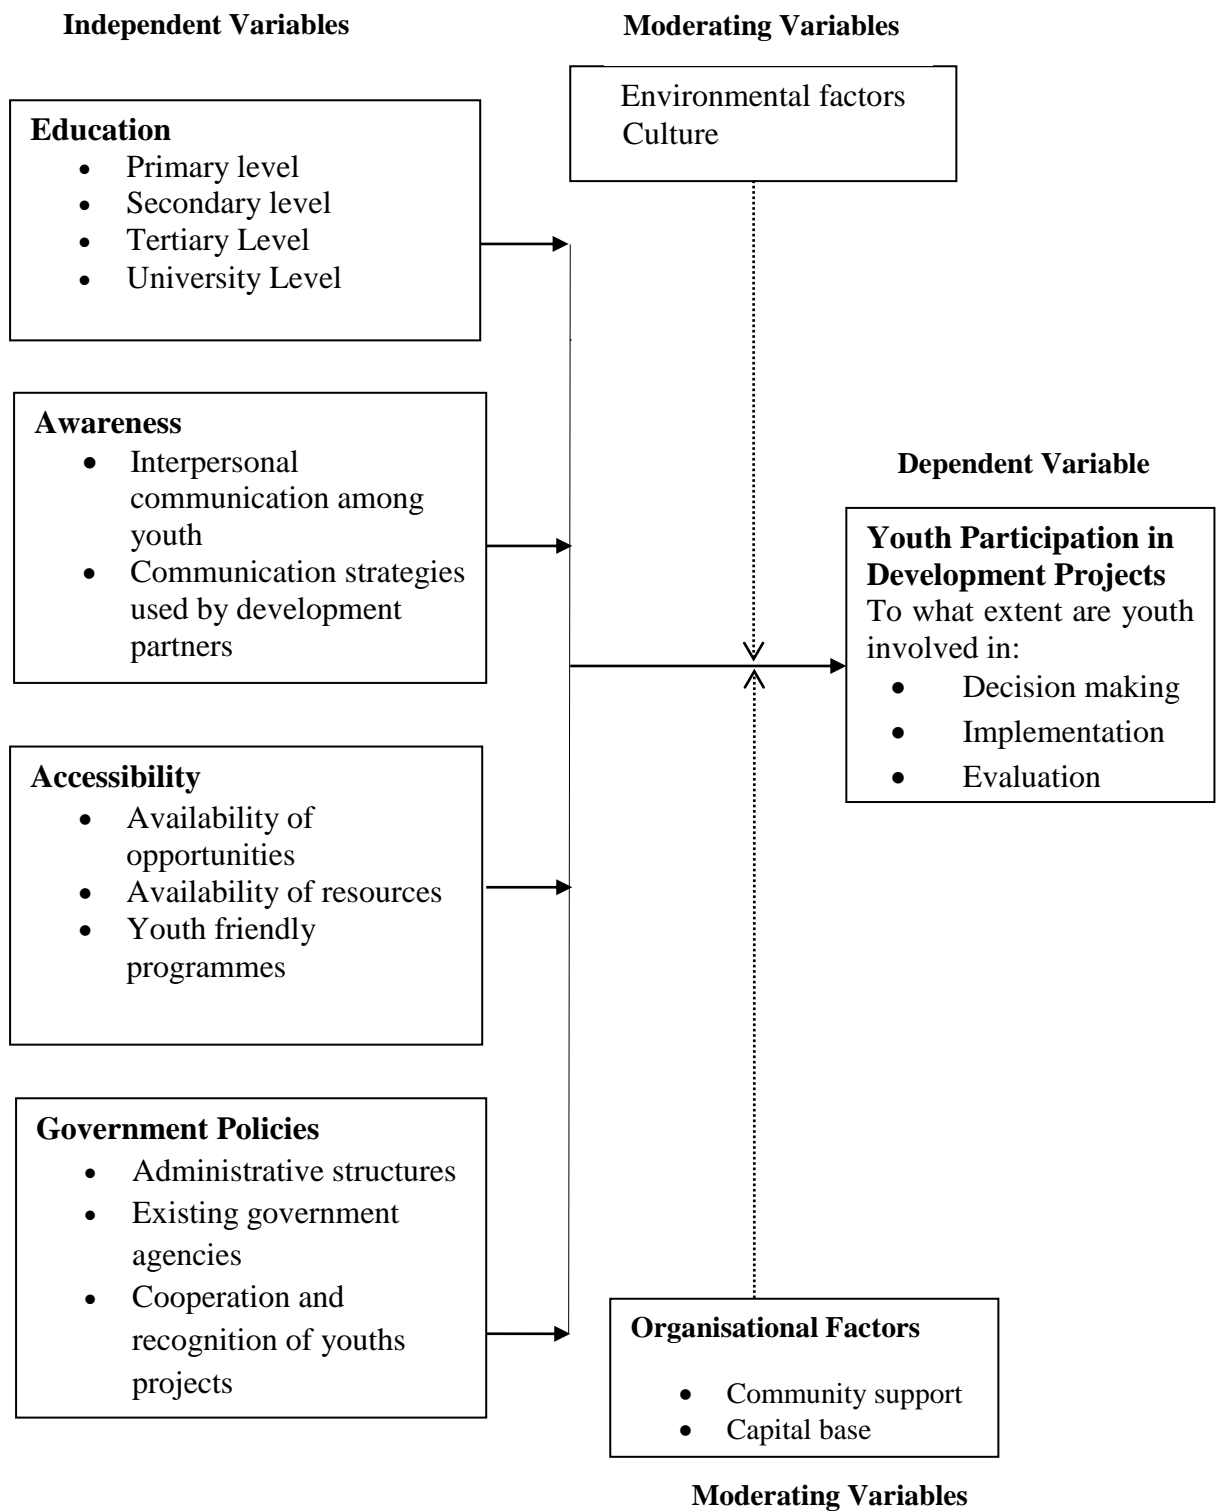 Independent Variables
Moderating Variables
Environmental factors
Culture
Education
• Primary level
• Secondary level
• Tertiary Level
• University Level
Awareness
• Interpersonal
communication among
youth
• Communication strategies
used by development
partners
Dependent Variable
Youth Participation in
Development Projects
To what extent are youth
involved in:
• Decision making
• Implementation
• Evaluation
Accessibility
• Availability of
opportunities
• Availability of resources
• Youth friendly
programmes
Government Policies
• Administrative structures
• Existing government
agencies
• Cooperation and
recognition of youths
projects
Organisational Factors
• Community support
• Capital base
Moderating Variables